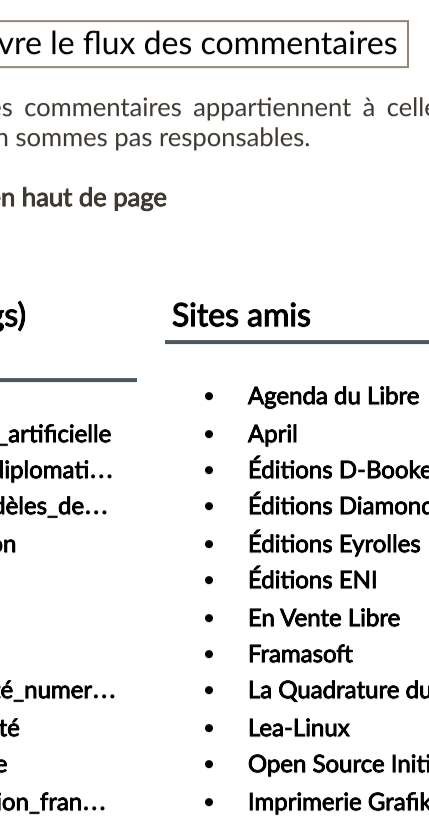 vre le flux des commentaires
es commentaires appartiennent à celle
n sommes pas responsables.
en haut de page
gs)
_artificielle
diplomati…
dèles_de…
on
té_numer…
té
e
ion_fran…
Sites amis
• Agenda du Libre
• April
• Éditions D-Booke
• Éditions Diamond
• Éditions Eyrolles
• Éditions ENI
• En Vente Libre
• Framasoft
• La Quadrature du
• Lea-Linux
• Open Source Initi
• Imprimerie Grafik